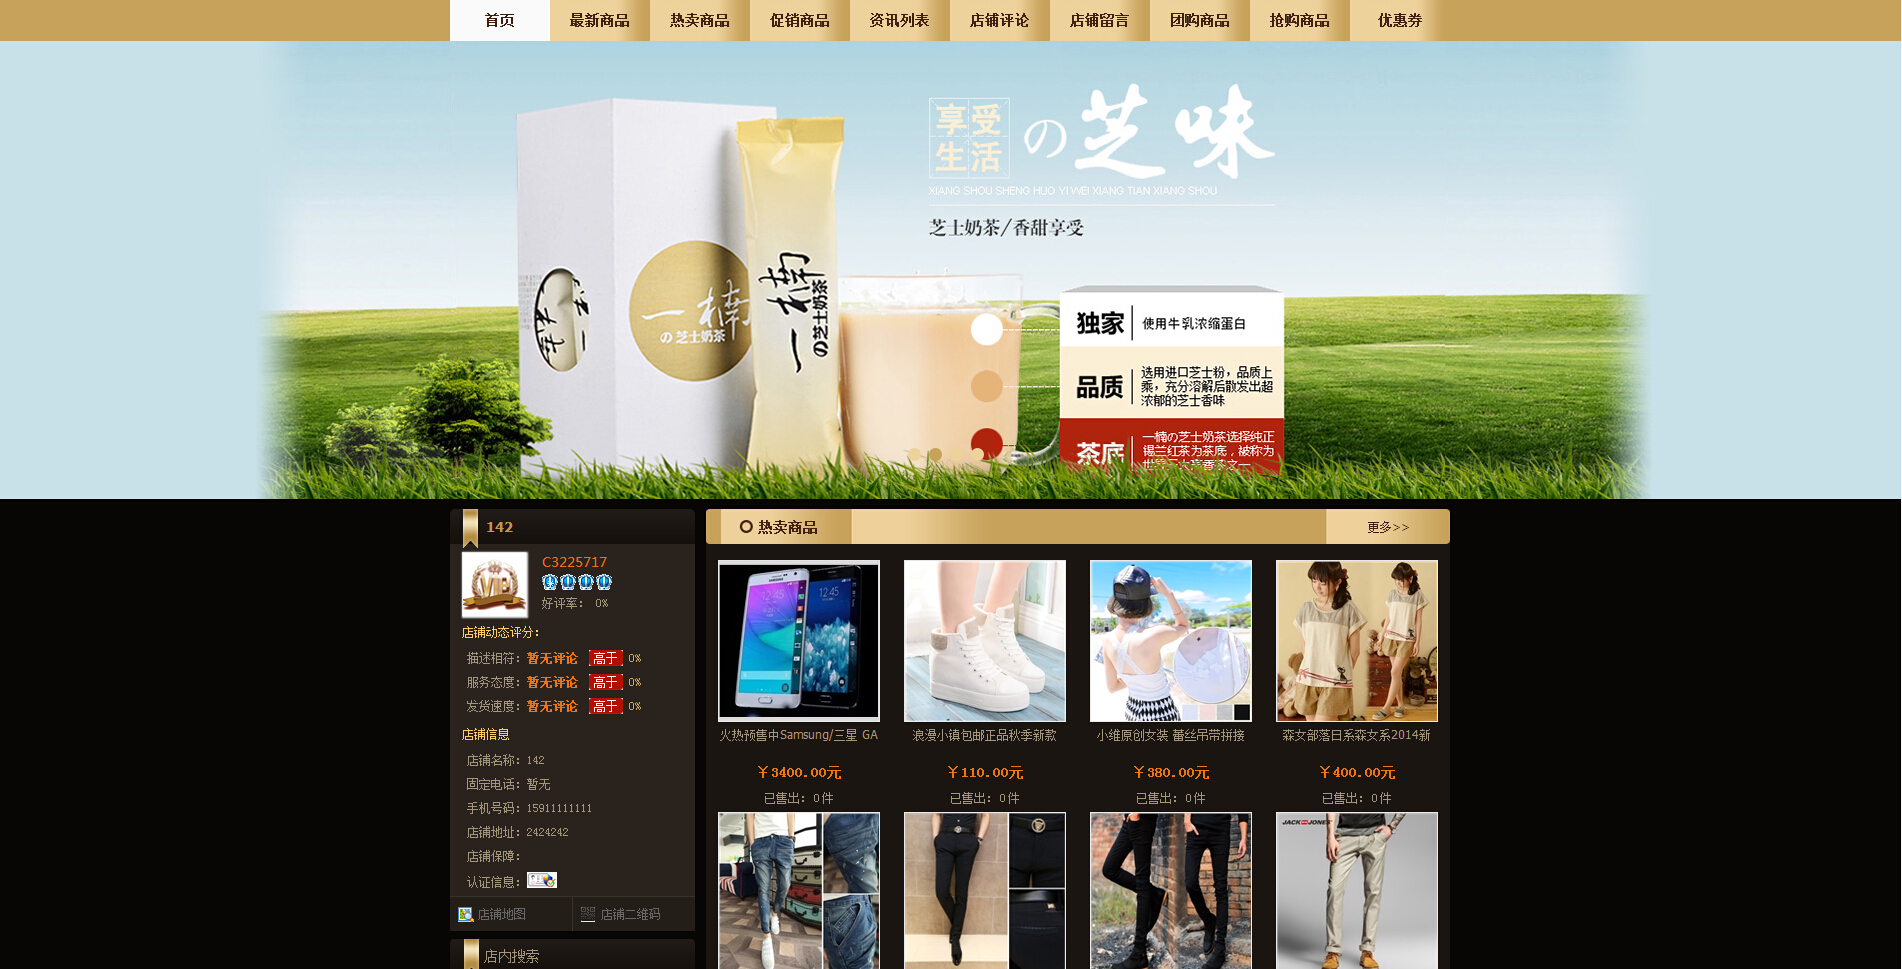 首页 最新商品 热卖商品 促销商品 资讯列表 店铺评论 店铺留言 团购商品 抢购商品 优惠券
享受
生活
の芝味
XIANG SHOU SHENG HUO YI WEI XIANG TIAN XIANG SHOU
芝士奶茶/香甜享受
一楠
の芝士奶茶
一楠
の芝士奶茶
独家 使用牛乳浓缩蛋白
品质 选用进口芝士粉，品质上
乘，充分溶解后散发出超
浓郁的芝士香味
茶底 一楠の芝士奶茶选择纯正
锡兰红茶为茶底，被称为
142
C3225717
好评率： 0%
店铺动态评分：
描述相符：暂无评论 高于 0%
服务态度：暂无评论 高于 0%
发货速度：暂无评论 高于 0%
店铺信息
店铺名称：142
固定电话：暂无
手机号码：15911111111
店铺地址：2424242
店铺保障：
认证信息：
店铺地图 店铺二维码
店内搜索
热卖商品 更多>>
火热预售中Samsung/三星 GA
￥3400.00元
已售出：0件
浪漫小镇包邮正品秋季新款
￥110.00元
已售出：0件
小维原创女装 蕾丝吊带拼接
￥380.00元
已售出：0件
森女部落日系森女系2014新
￥400.00元
已售出：0件
JACK JONES